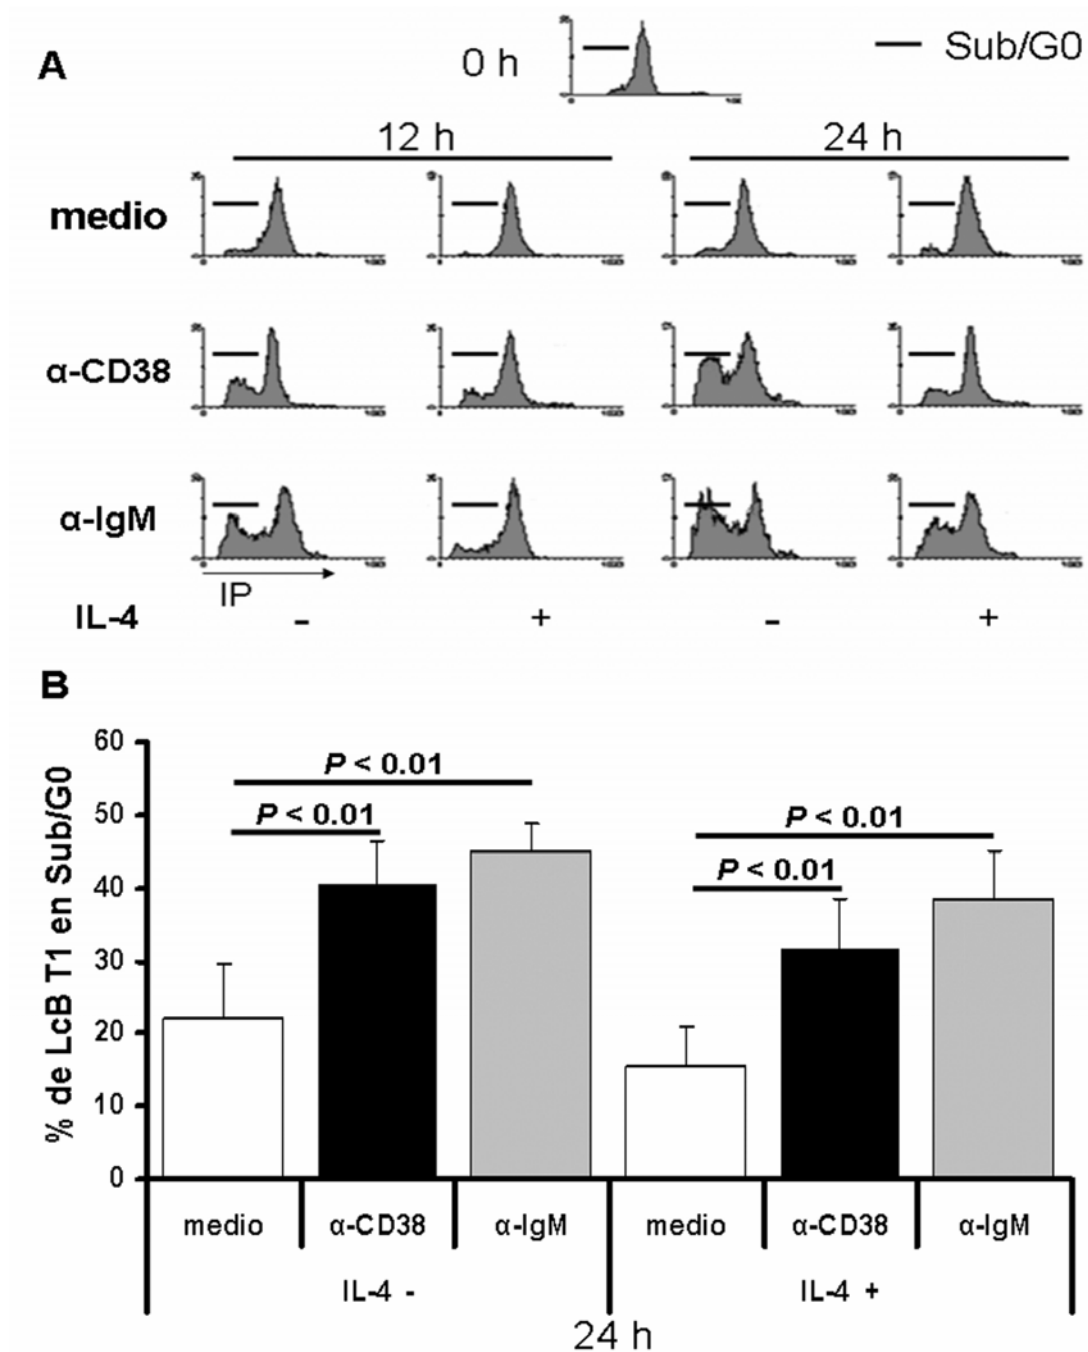 A
0 h
Sub/G0
12 h
24 h
medio
α-CD38
α-IgM
IP
IL-4 - + - +
B
% de LcB T1 en Sub/G0
60
50
40
30
20
10
0
P < 0.01
P < 0.01
P < 0.01
P < 0.01
medio α-CD38 α-IgM medio α-CD38 α-IgM
IL-4 - IL-4 +
24 h